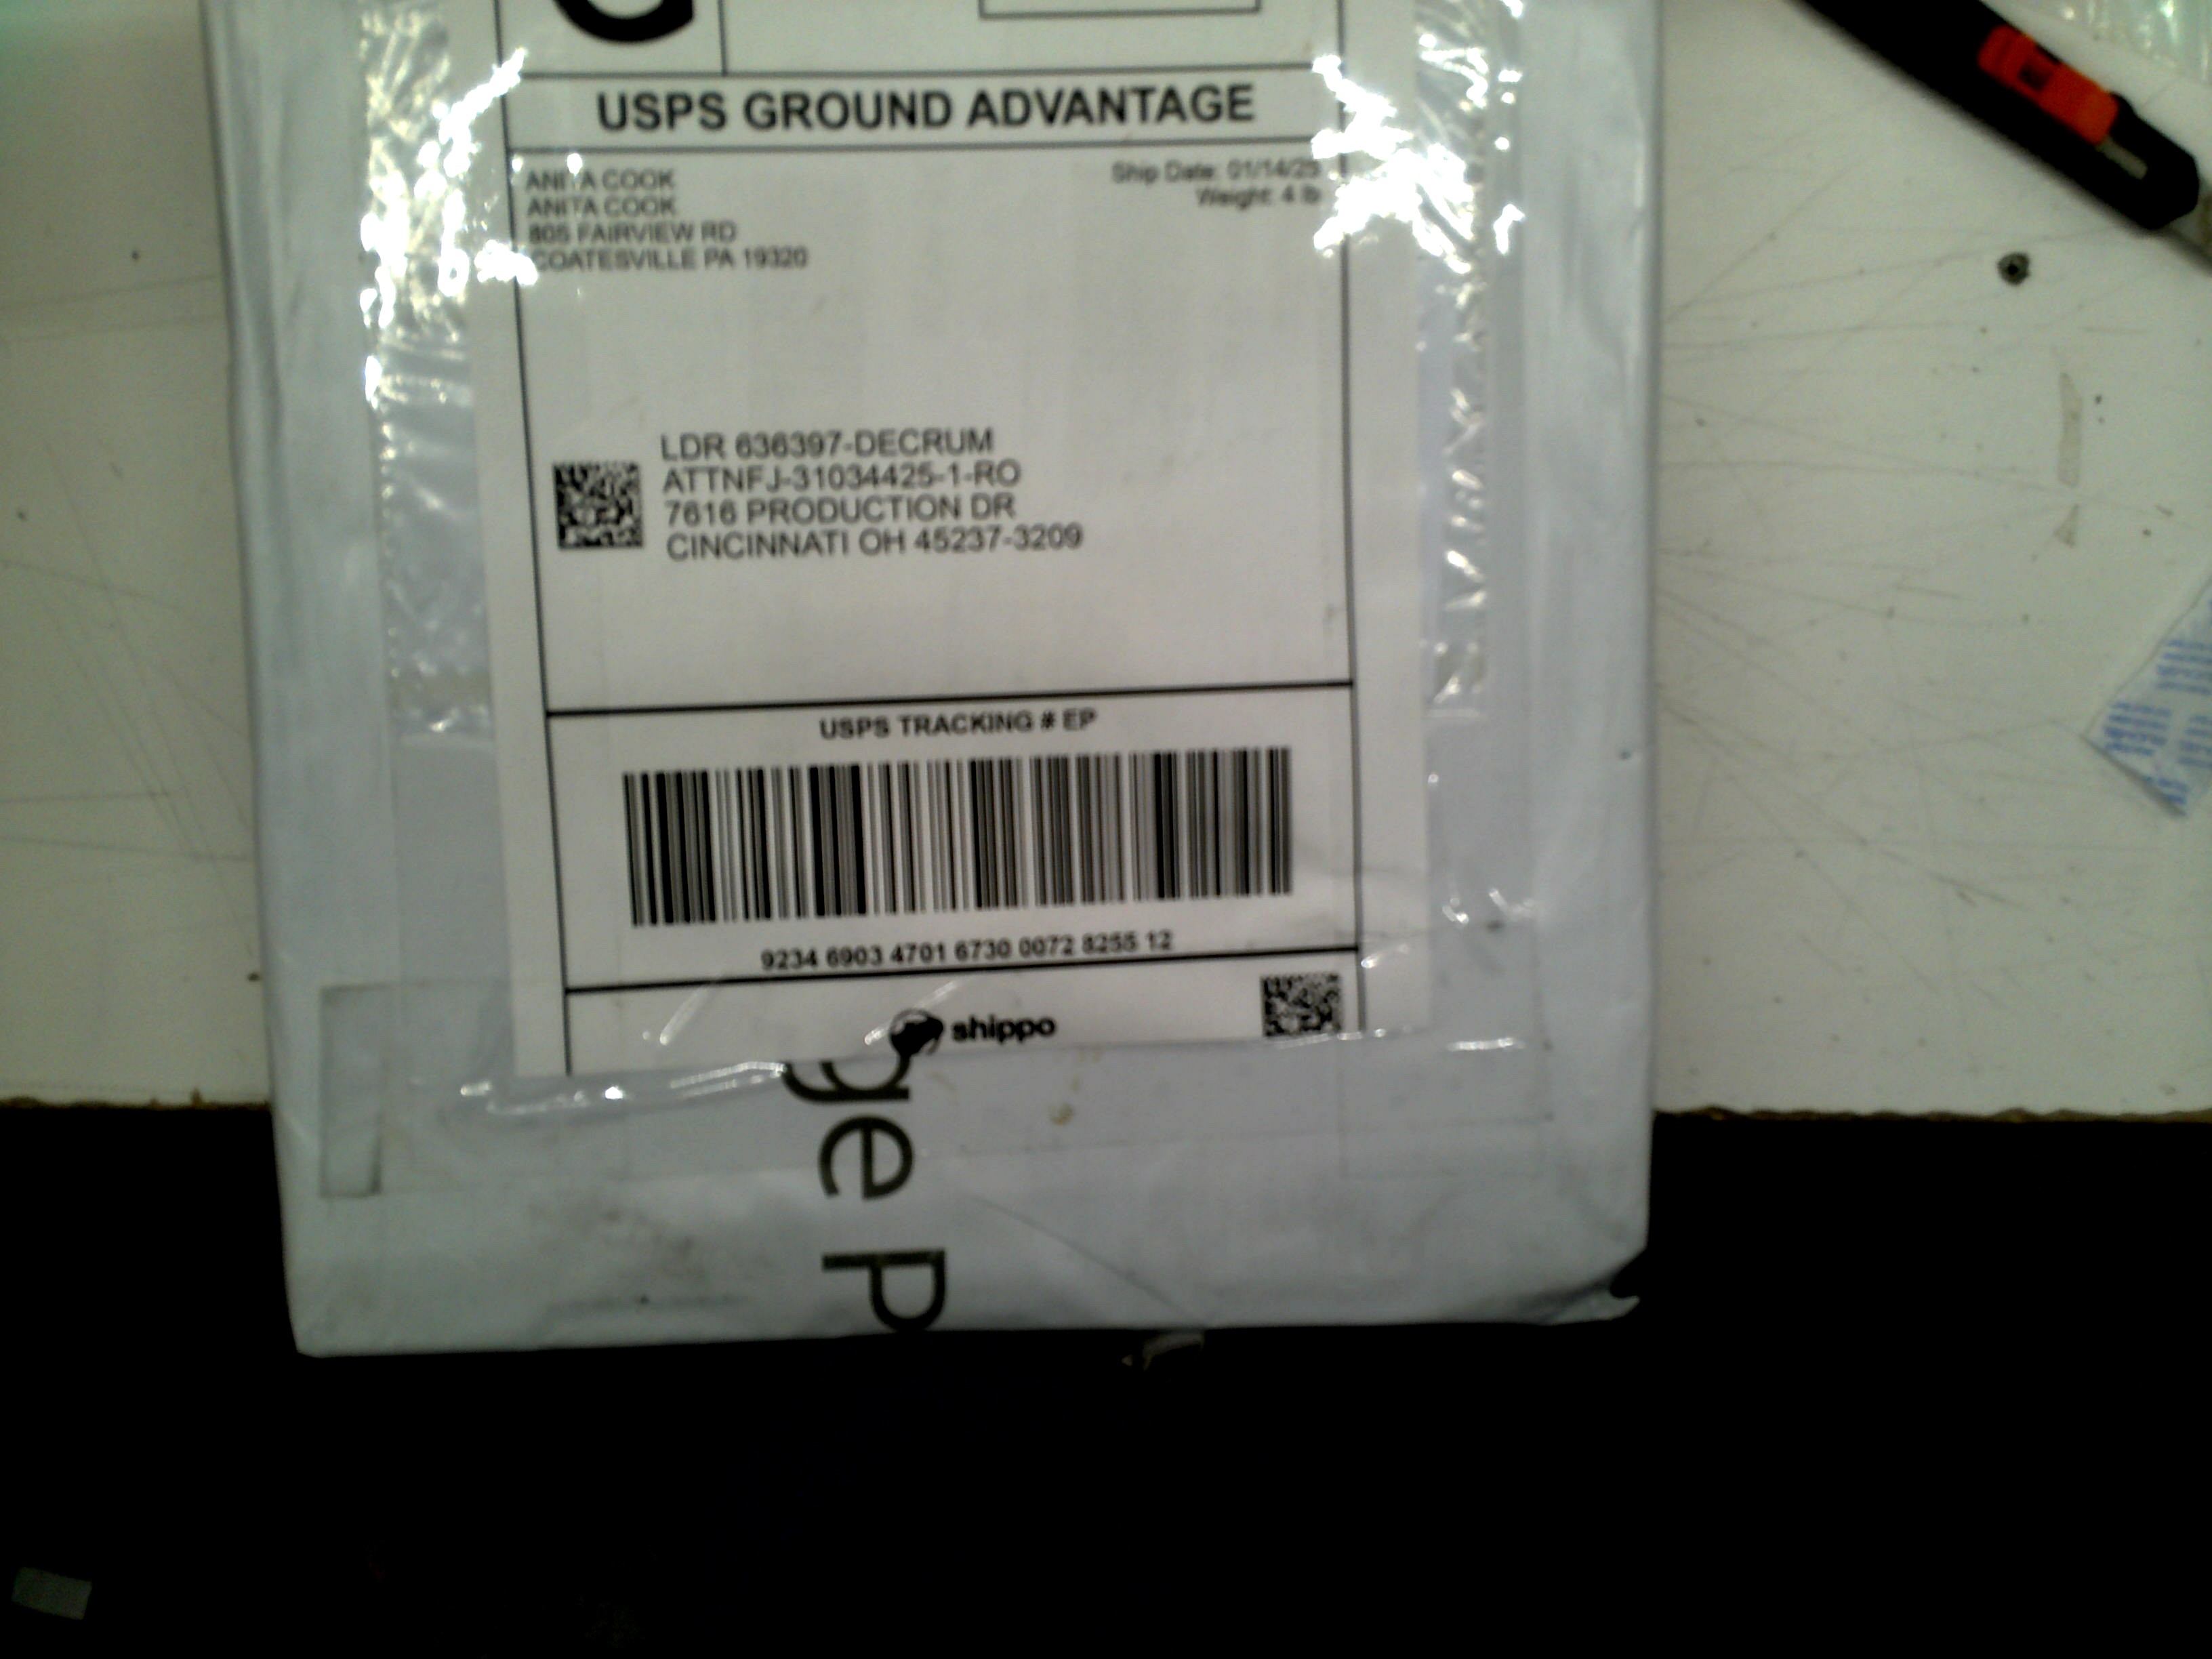 USPS GROUND ADVANTAGE
ANITA COOK
ANITA COOK
805 FAIRVIEW RD
COATESVILLE PA 19320
Ship Date: 01/14/25
Weight: 4 lb
LDR 636397-DECRUM
ATTNFJ-31034425-1-RO
7616 PRODUCTION DR
CINCINNATI OH 45237-3209
USPS TRACKING # EP
9234 6903 4701 6730 0072 8255 12
shippo
ge P